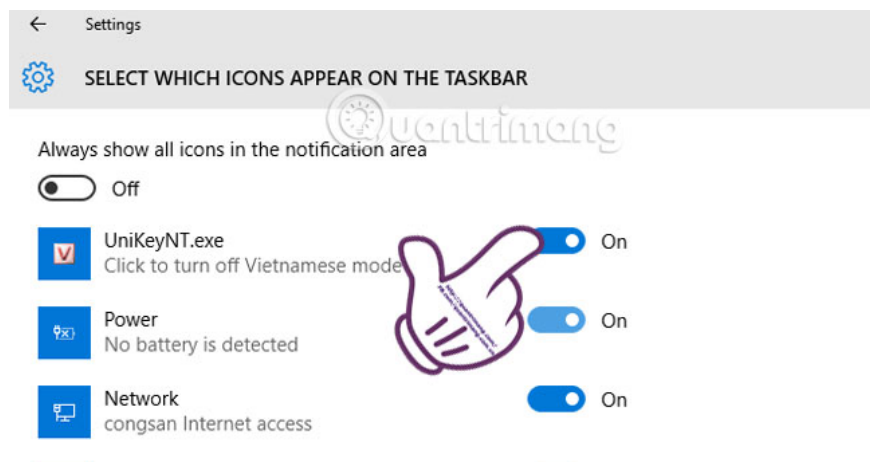 Settings
SELECT WHICH ICONS APPEAR ON THE TASKBAR
Quantrimang
Always show all icons in the notification area
Off
UniKeyNT.exe
On
Click to turn off Vietnamese mode
Power
On
No battery is detected
Network
On
congsan Internet access